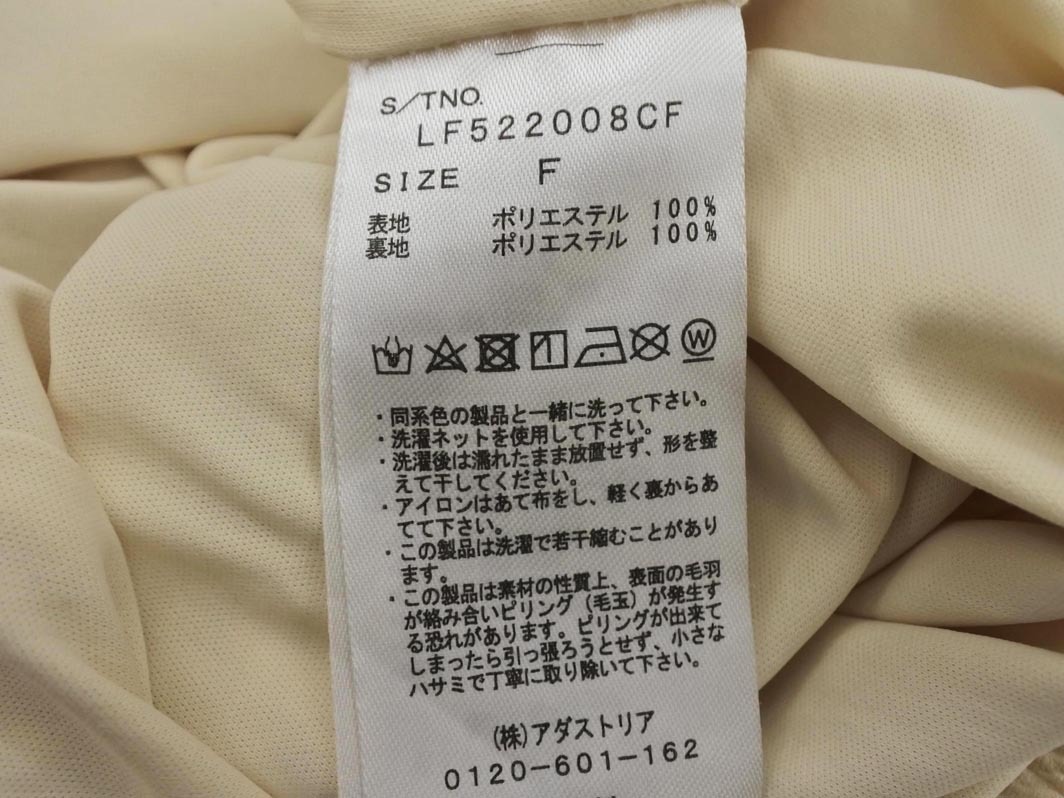 S/TNO.
LF522008CF
SIZE F
表地 ポリエステル 100%
裏地 ポリエステル 100%
W
・同系色の製品と一緒に洗って下さい。
・洗濯ネットを使用して下さい。
・洗濯後は濡れたまま放置せず、形を整
えて干してください。
・アイロンはあて布をし、軽く裏からあ
てて下さい。
・この製品は洗濯で若干縮むことがあり
ます。
・この製品は素材の性質上、表面の毛羽
が絡み合いピリング（毛玉）が発生す
る恐れがあります。ピリングが出来て
しまったら引っ張ろうとせず、小さな
ハサミで丁寧に取り除いて下さい。
(株)アダストリア
0120-601-162